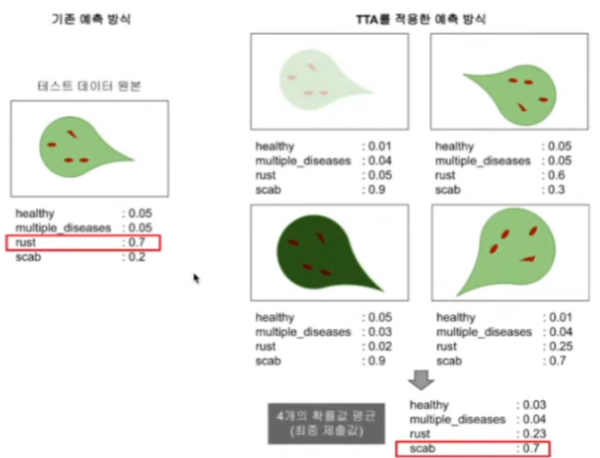 기존 예측 방식
테스트 데이터 원본
healthy : 0.05
multiple_diseases : 0.05
rust : 0.7
scab : 0.2
TTA를 적용한 예측 방식
healthy : 0.01
multiple_diseases : 0.04
rust : 0.05
scab : 0.9
healthy : 0.05
multiple_diseases : 0.05
rust : 0.6
scab : 0.3
healthy : 0.05
multiple_diseases : 0.03
rust : 0.02
scab : 0.9
healthy : 0.01
multiple_diseases : 0.04
rust : 0.25
scab : 0.7
4개의 확률값 평균
(최종 제출값)
healthy : 0.03
multiple_diseases : 0.04
rust : 0.23
scab : 0.7